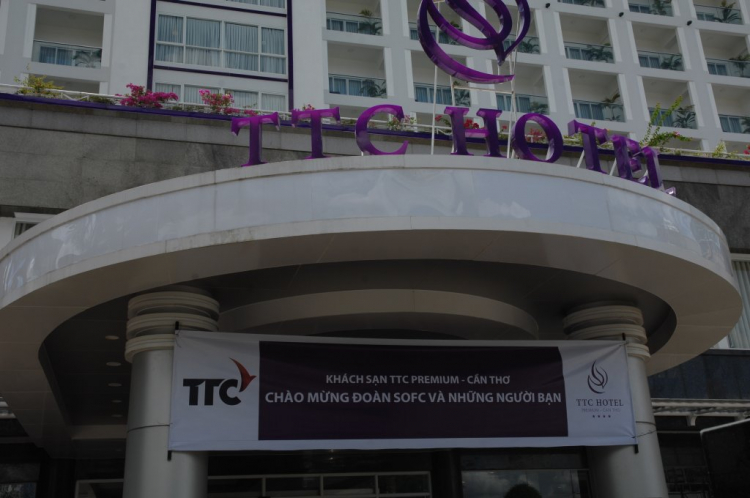 TTC HOTEL
TTC
KHÁCH SẠN TTC PREMIUM - CẦN THƠ
CHÀO MỪNG ĐOÀN SOFC VÀ NHỮNG NGƯỜI BẠN
TTC HOTEL